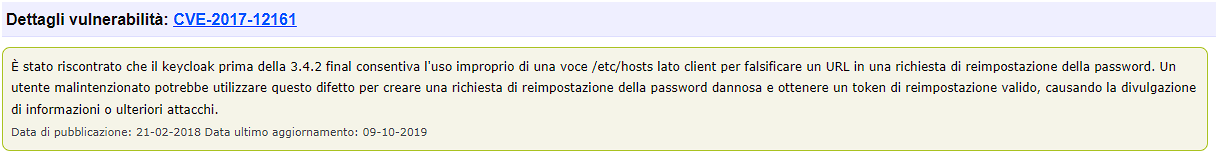 Dettagli vulnerabilità: CVE-2017-12161
È stato riscontrato che il keycloak prima della 3.4.2 final consentiva l'uso improprio di una voce /etc/hosts lato client per falsificare un URL in una richiesta di reimpostazione della password. Un
utente malintenzionato potrebbe utilizzare questo difetto per creare una richiesta di reimpostazione della password dannosa e ottenere un token di reimpostazione valido, causando la divulgazione
di informazioni o ulteriori attacchi.
Data di pubblicazione: 21-02-2018 Data ultimo aggiornamento: 09-10-2019